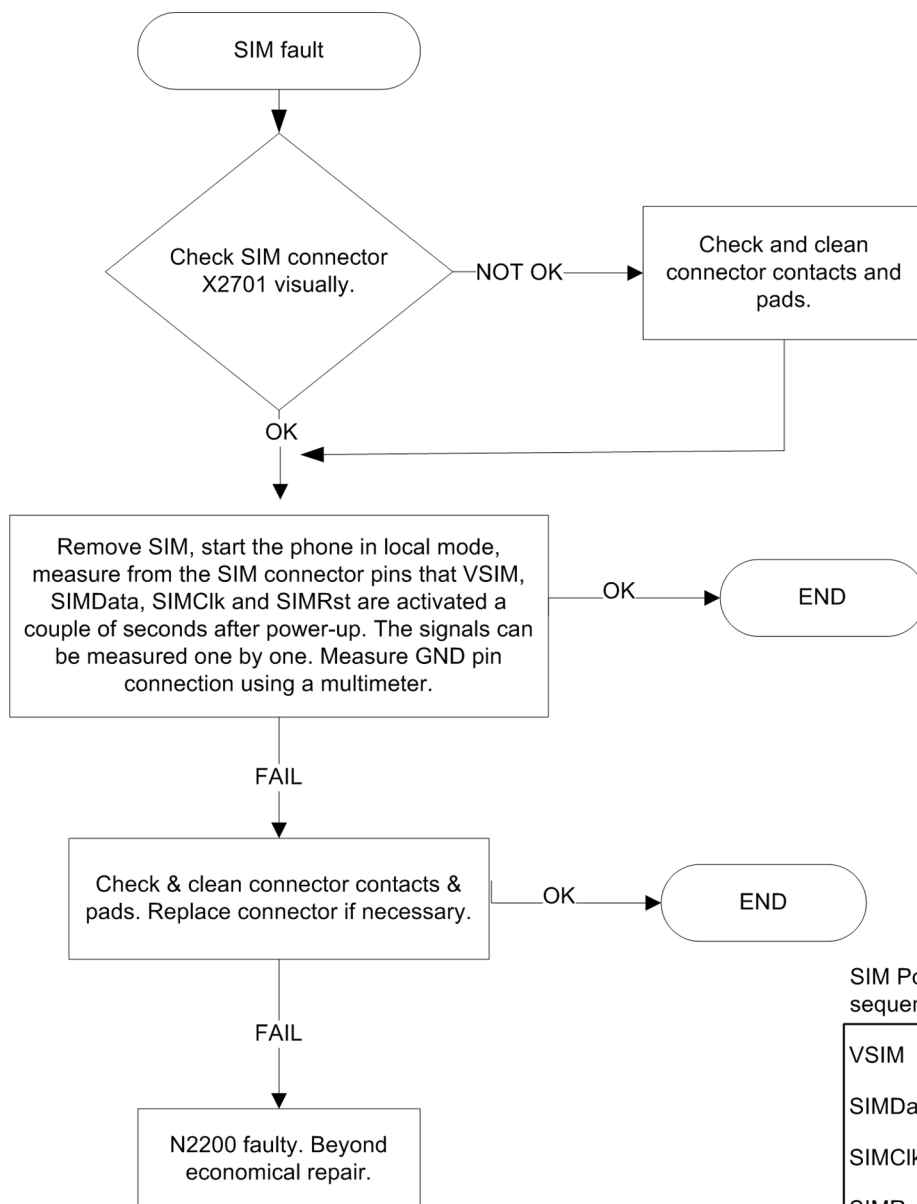 SIM fault
Check SIM connector
X2701 visually.
NOT OK
Check and clean
connector contacts and
pads.
OK
Remove SIM, start the phone in local mode,
measure from the SIM connector pins that VSIM,
SIMData, SIMClk and SIMRst are activated a
couple of seconds after power-up. The signals can
be measured one by one. Measure GND pin
connection using a multimeter.
OK
END
FAIL
Check & clean connector contacts &
pads. Replace connector if necessary.
OK
END
FAIL
N2200 faulty. Beyond
economical repair.
SIM
VSIM
SIMClk